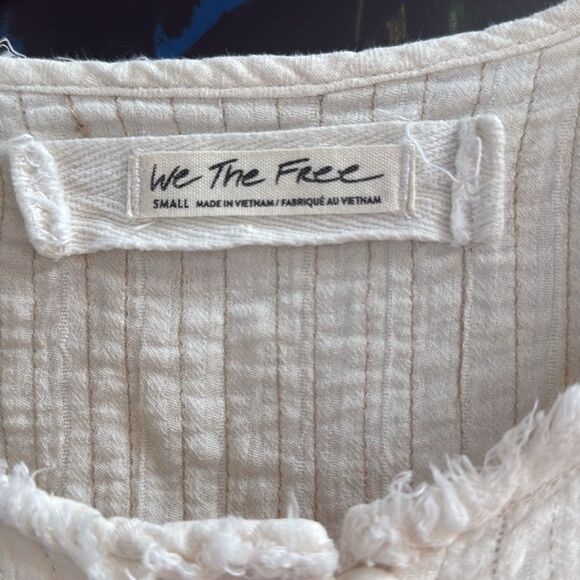 We The Free
SMALL MADE IN VIETNAM / FABRIQUÉ AU VIETNAM